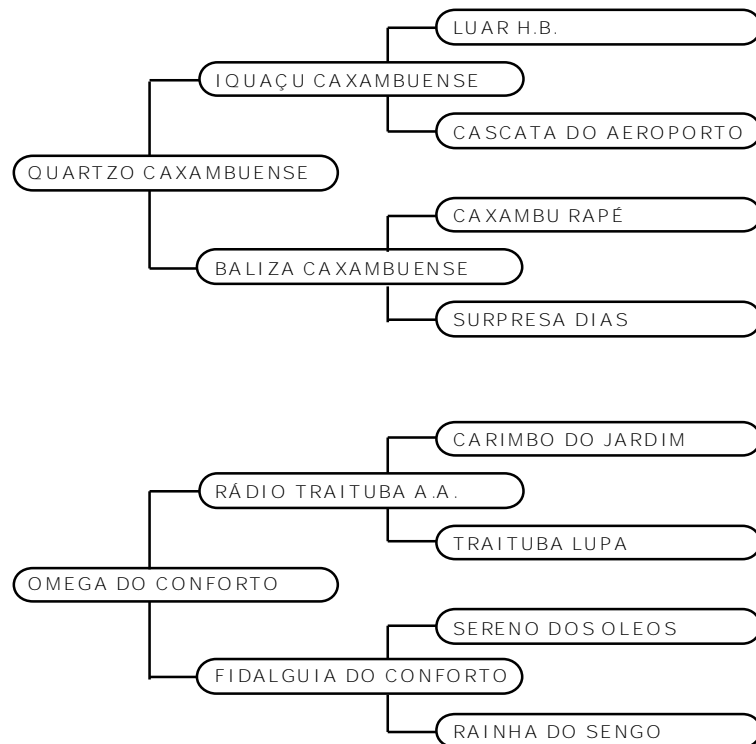 LUAR H.B.
IQUAÇU CAXAMBUENSE
CASCATA DO AEROPORTO
QUARTZO CAXAMBUENSE
CAXAMBU RAPÉ
BALIZA CAXAMBUENSE
SURPRESA DIAS
CARIMBO DO JARDIM
RÁDIO TRAITUBA A.A.
TRAITUBA LUPA
OMEGA DO CONFORTO
SERENO DOS OLEOS
FIDALGUIA DO CONFORTO
RAINHA DO SENGO